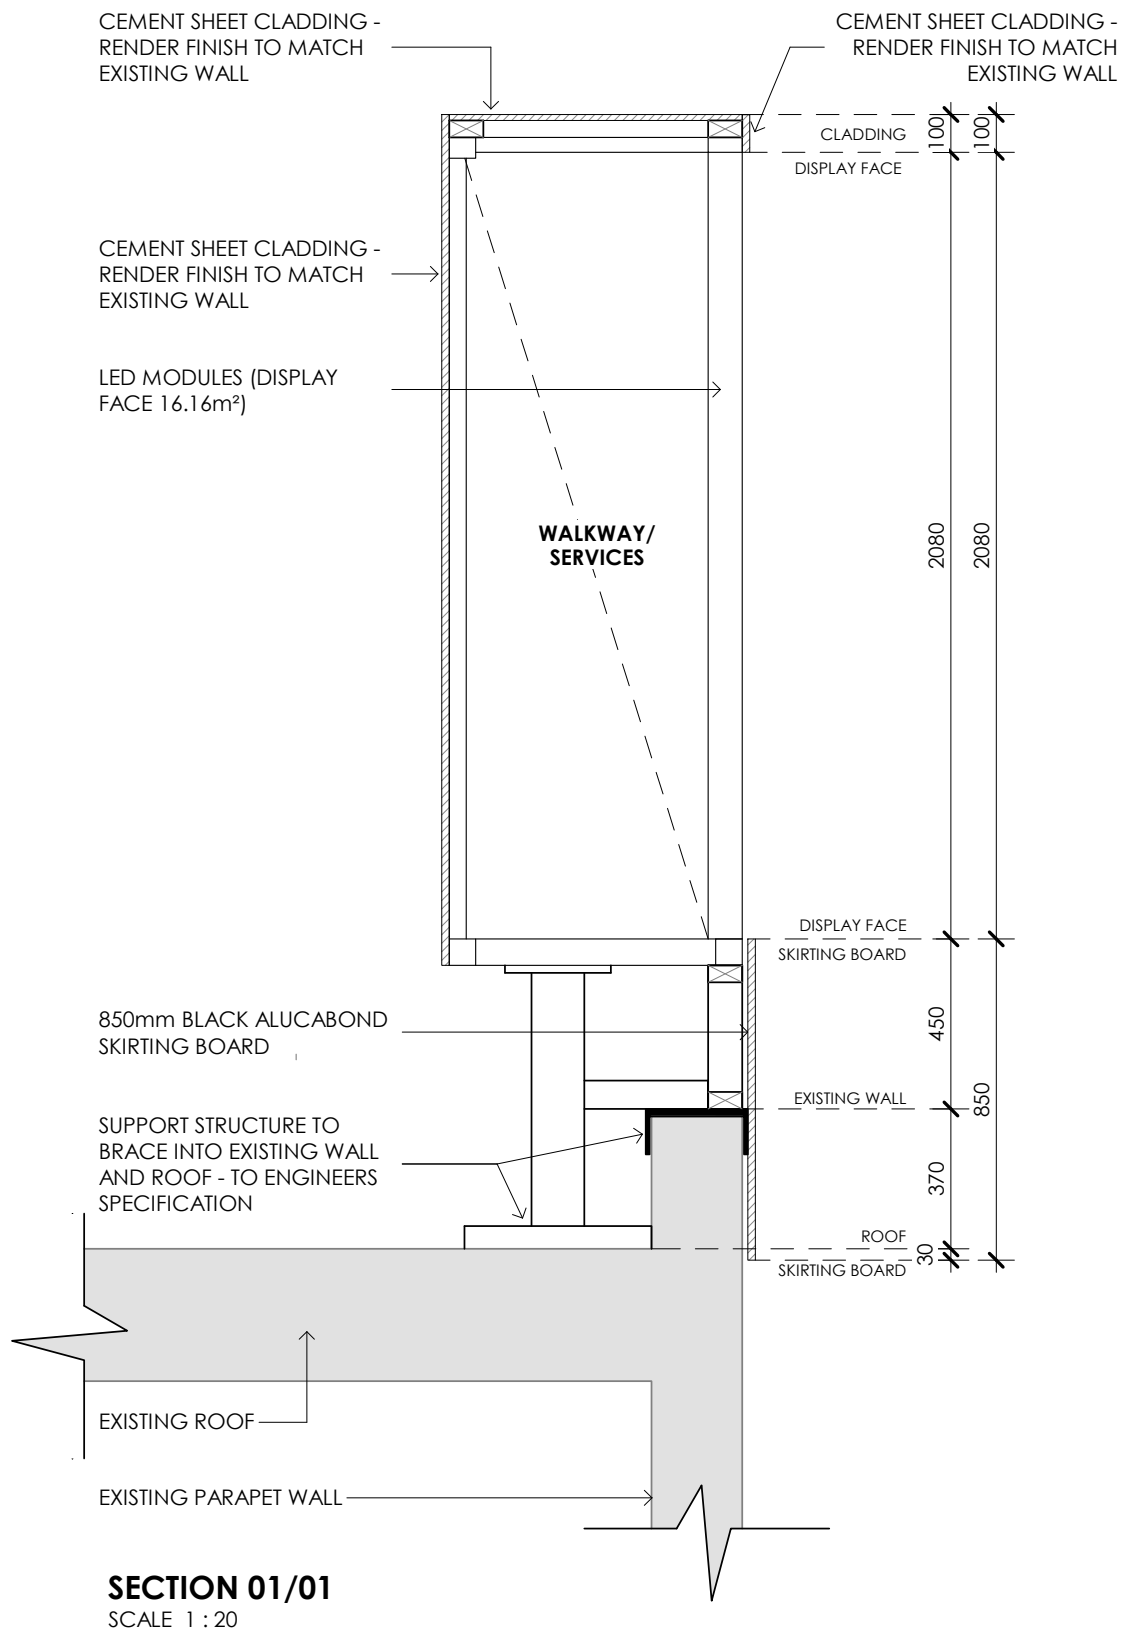 CEMENT SHEET CLADDING -
RENDER FINISH TO MATCH
EXISTING WALL
CEMENT SHEET CLADDING -
RENDER FINISH TO MATCH
EXISTING WALL
CLADDING
100
100
DISPLAY FACE
CEMENT SHEET CLADDING -
RENDER FINISH TO MATCH
EXISTING WALL
LED MODULES (DISPLAY
FACE 16.16m²)
WALKWAY/
SERVICES
2080
2080
DISPLAY FACE
SKIRTING BOARD
850mm BLACK ALUCABOND
SKIRTING BOARD
450
EXISTING WALL
850
SUPPORT STRUCTURE TO
BRACE INTO EXISTING WALL
AND ROOF - TO ENGINEERS
SPECIFICATION
370
ROOF
30
SKIRTING BOARD
EXISTING ROOF
EXISTING PARAPET WALL
SECTION 01/01
SCALE 1 : 20